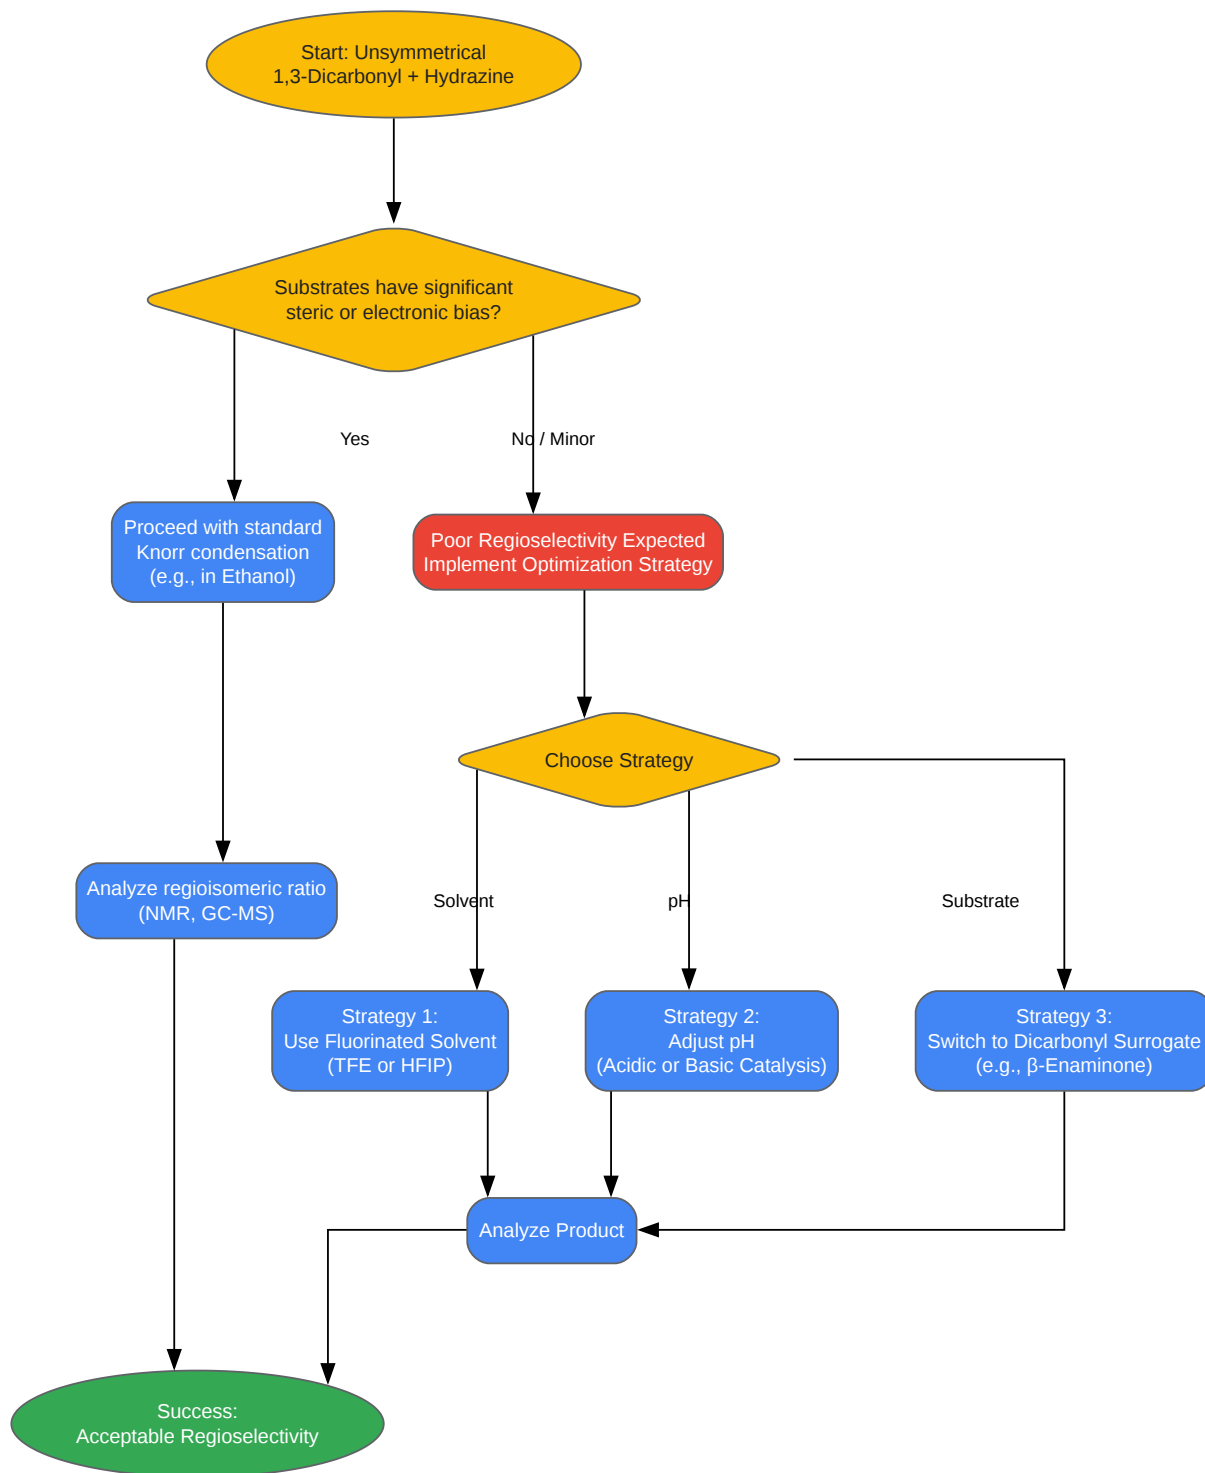 Start: Unsymmetrical
1,3-Dicarbonyl + Hydrazine
Substrates have significant
steric or electronic bias?
Yes
No / Minor
Proceed with standard
Knorr condensation
(e.g., in Ethanol)
Poor Regioselectivity Expected
Implement Optimization Strategy
Choose Strategy
Analyze regioisomeric ratio
(NMR, GC-MS)
Solvent
pH
Substrate
Strategy 1:
Use Fluorinated Solvent
(TFE or HFIP)
Strategy 2:
Adjust pH
(Acidic or Basic Catalysis)
Strategy 3:
Switch to Dicarbonyl Surrogate
(e.g., β-Enaminone)
Analyze Product
Success:
Acceptable Regioselectivity